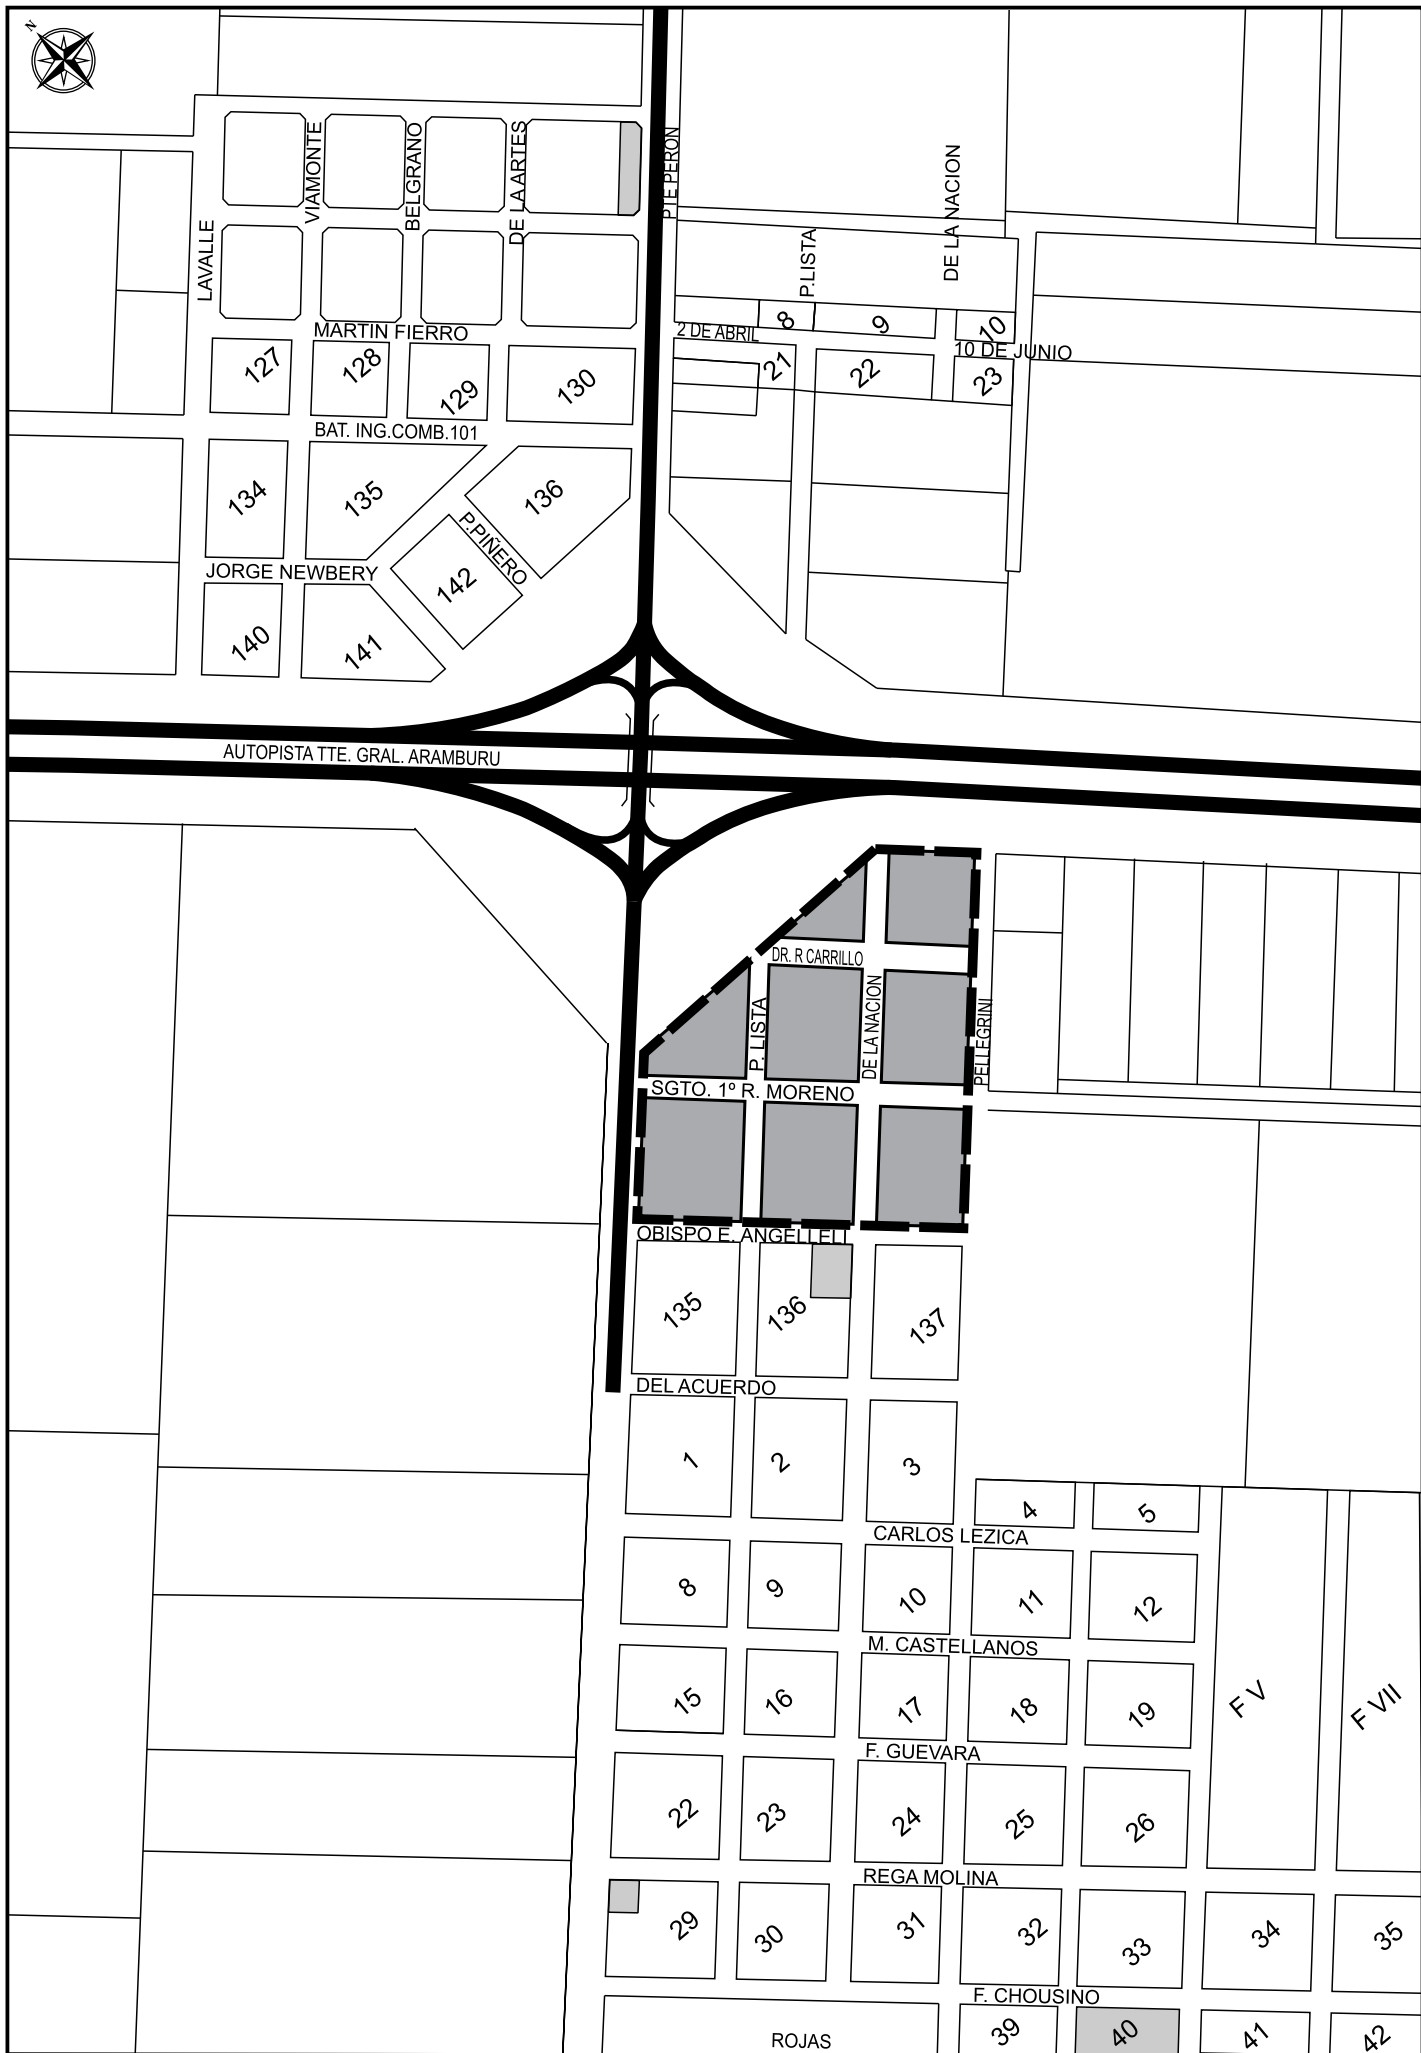 N
VIAMONTE
BELGRANO
DE LA ARTES
PTE PERON
DE LA NACION
LAVALLE
P.LISTA
MARTIN FIERRO
2 DE ABRIL
8
9
10
10 DE JUNIO
127
128
129
130
21
22
23
BAT. ING.COMB.101
134
135
136
P.PIÑERO
JORGE NEWBERY
142
140
141
AUTOPISTA TTE. GRAL. ARAMBURU
DR. R CARRILLO
P. LISTA
DE LA NACION
PELLEGRINI
SGTO. 1º R. MORENO
OBISPO E. ANGELLELI
135
136
137
DEL ACUERDO
1
2
3
4
5
CARLOS LEZICA
8
9
10
11
12
M. CASTELLANOS
15
16
17
18
19
F V
F VII
F. GUEVARA
22
23
24
25
26
REGA MOLINA
29
30
31
32
33
34
35
F. CHOUSINO
ROJAS
39
40
41
42